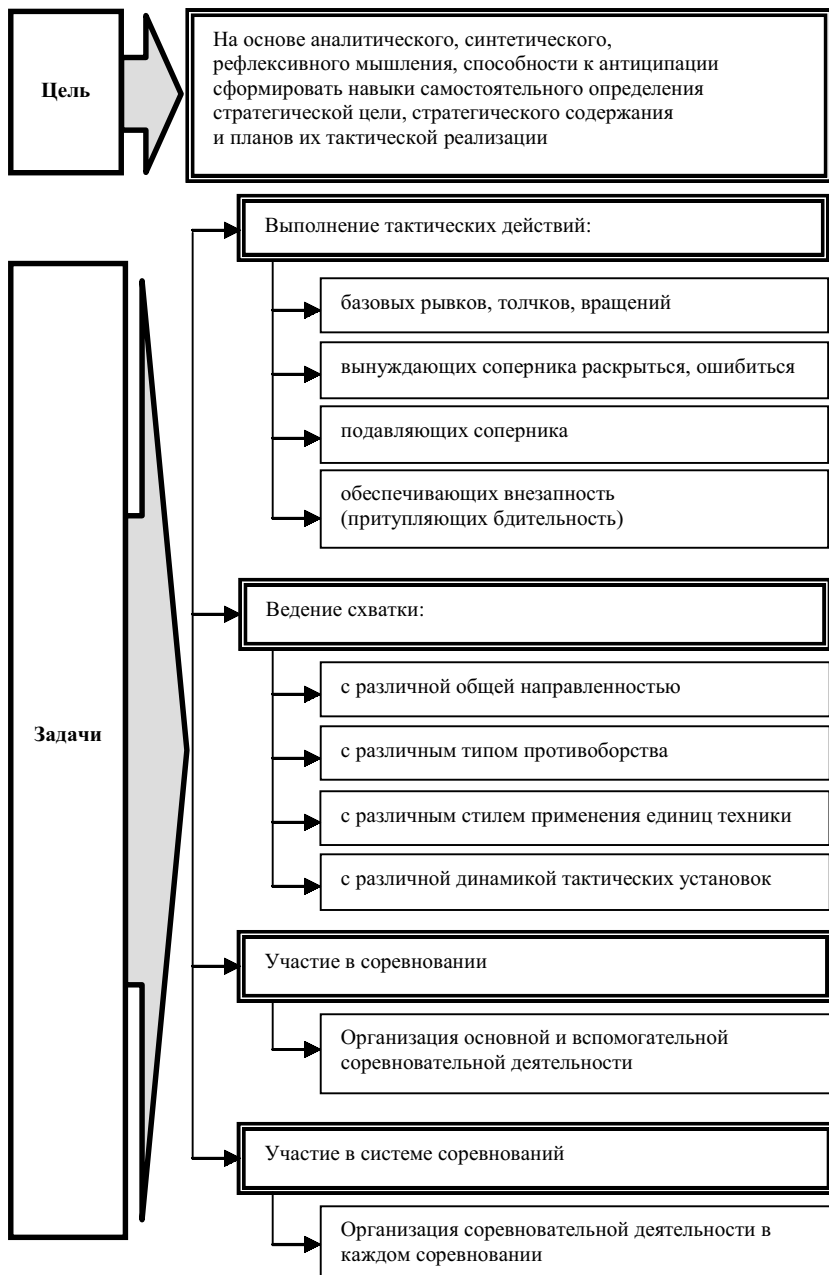 Цель
На основе аналитического, синтетического,
рефлексивного мышления, способности к антиципации
сформировать навыки самостоятельного определения
стратегической цели, стратегического содержания
и планов их тактической реализации
Задачи
Выполнение тактических действий:
базовых рывков, толчков, вращений
вынуждающих соперника раскрыться, ошибиться
подавляющих соперника
обеспечивающих внезапность
(притупляющих бдительность)
Ведение схватки:
с различной общей направленностью
с различным типом противоборства
с различным стилем применения единиц техники
с различной динамикой тактических установок
Участие в соревновании
Организация основной и вспомогательной
соревновательной деятельности
Участие в системе соревнований
Организация соревновательной деятельности в
каждом соревновании